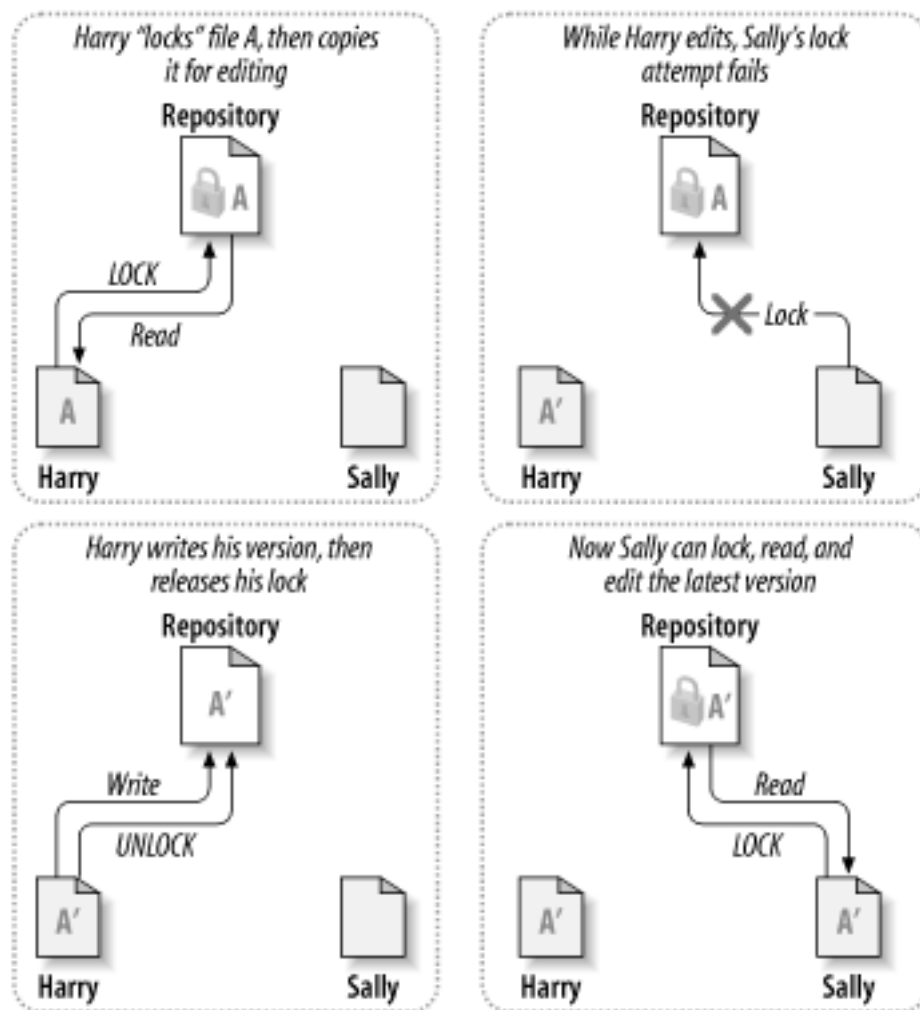 Harry “locks” file A, then copies
it for editing
Repository
A
LOCK
Read
A
Harry
Sally
While Harry edits, Sally’s lock
attempt fails
Repository
A
Lock
A’
Harry
Sally
Harry writes his version, then
releases his lock
Repository
A’
Write
UNLOCK
A’
Harry
Sally
Now Sally can lock, read, and
edit the latest version
Repository
A’
Read
LOCK
A’
Harry
A’
Sally